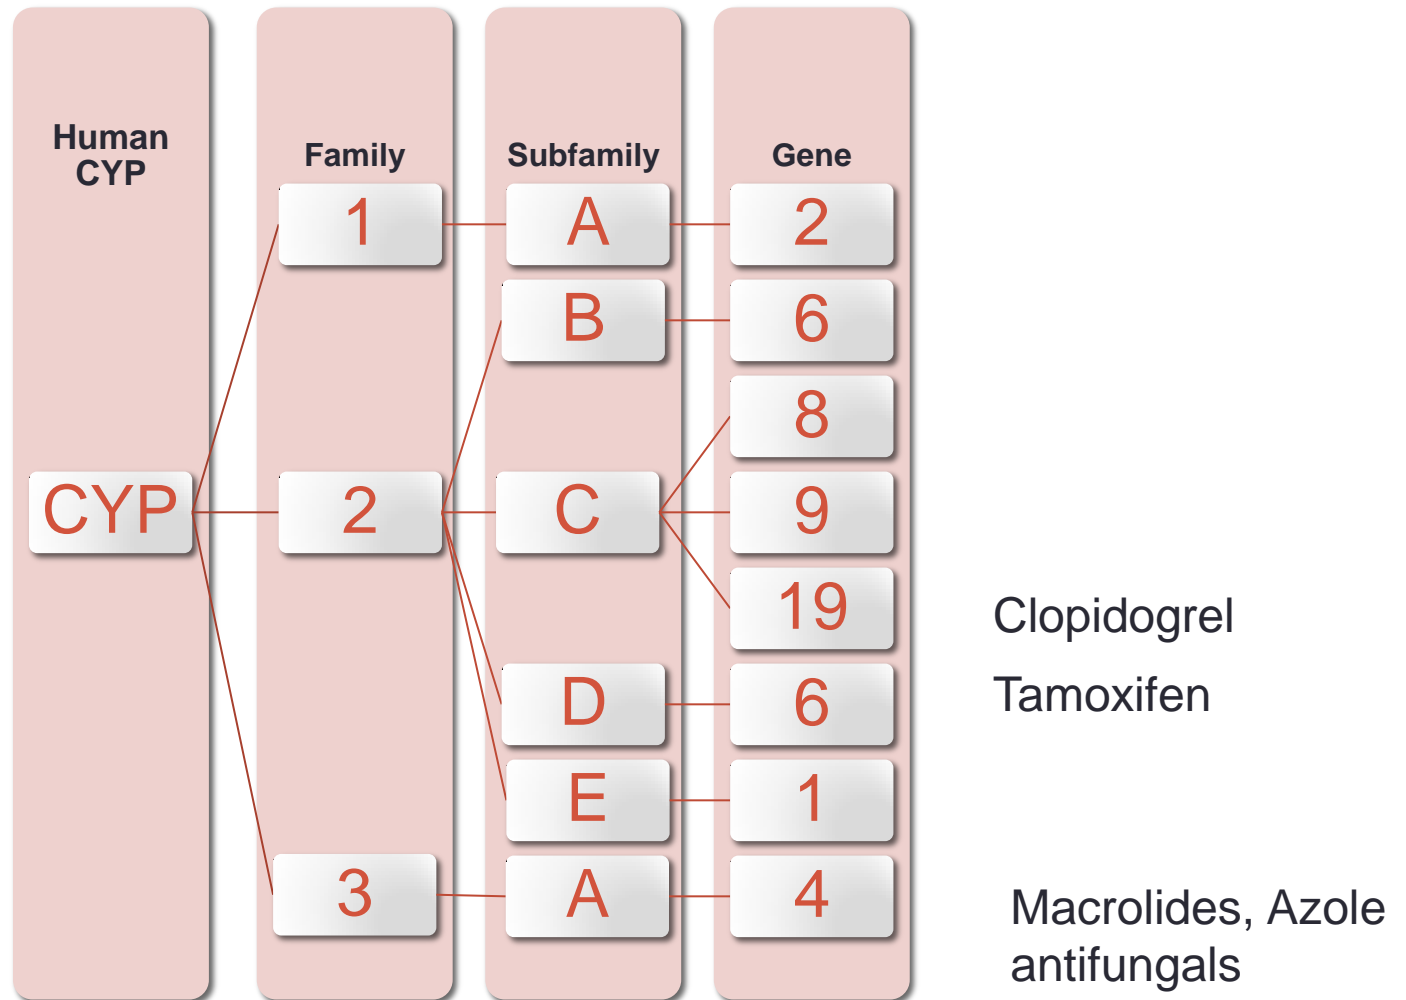 Human
CYP
Family
Subfamily
Gene
1
A
2
B
6
8
CYP
2
C
9
19
Clopidogrel
D
6
Tamoxifen
E
1
3
A
4
Macrolides, Azole
antifungals